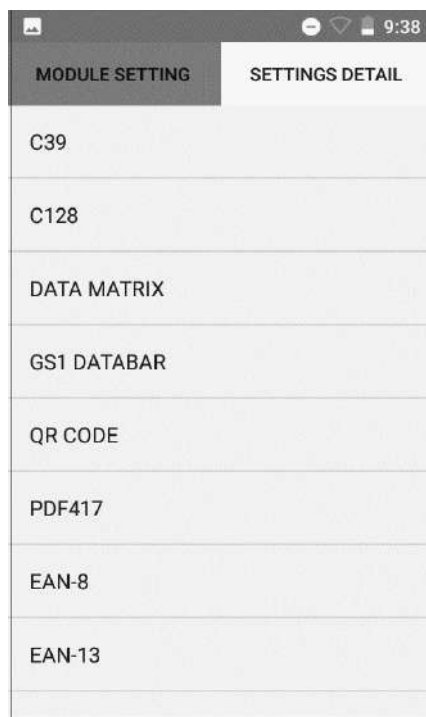 9:38
MODULE SETTING SETTINGS DETAIL
C39
C128
DATA MATRIX
GS1 DATABAR
QR CODE
PDF417
EAN-8
EAN-13